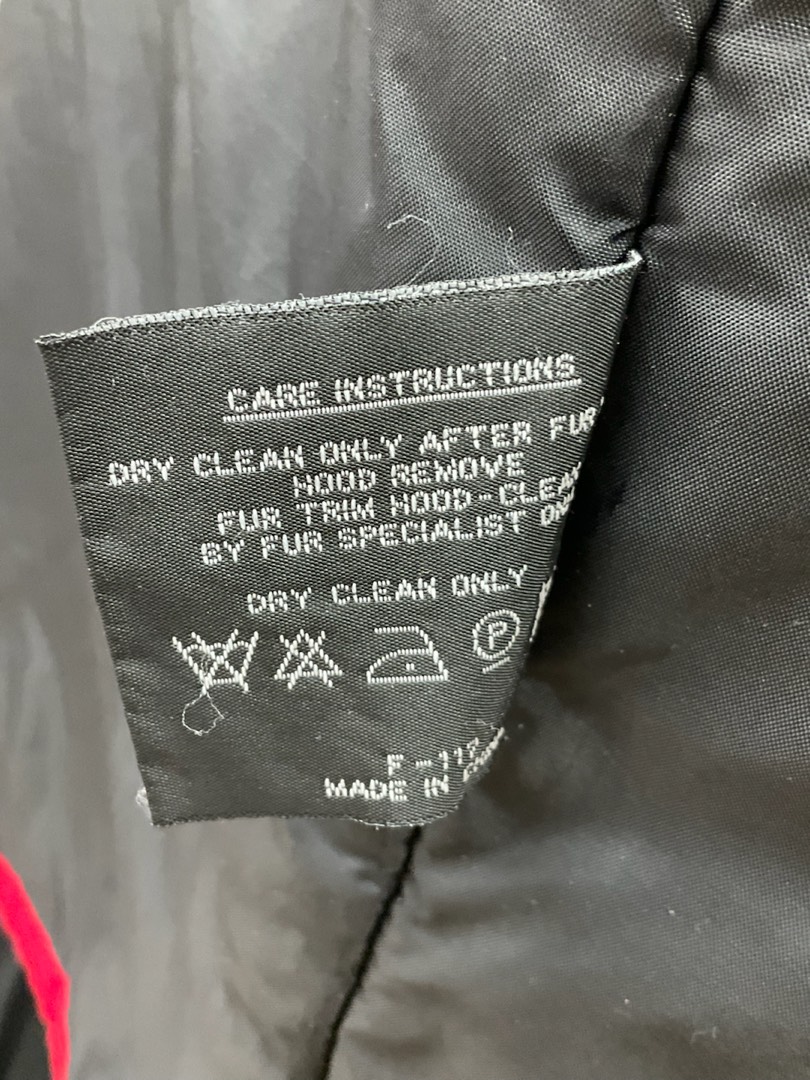 CARE INSTRUCTIONS
DRY CLEAN ONLY AFTER FUR
HOOD REMOVE
FUR TRIM HOOD-CLEAN
BY FUR SPECIALIST
DRY CLEAN ONLY
P
MADE IN